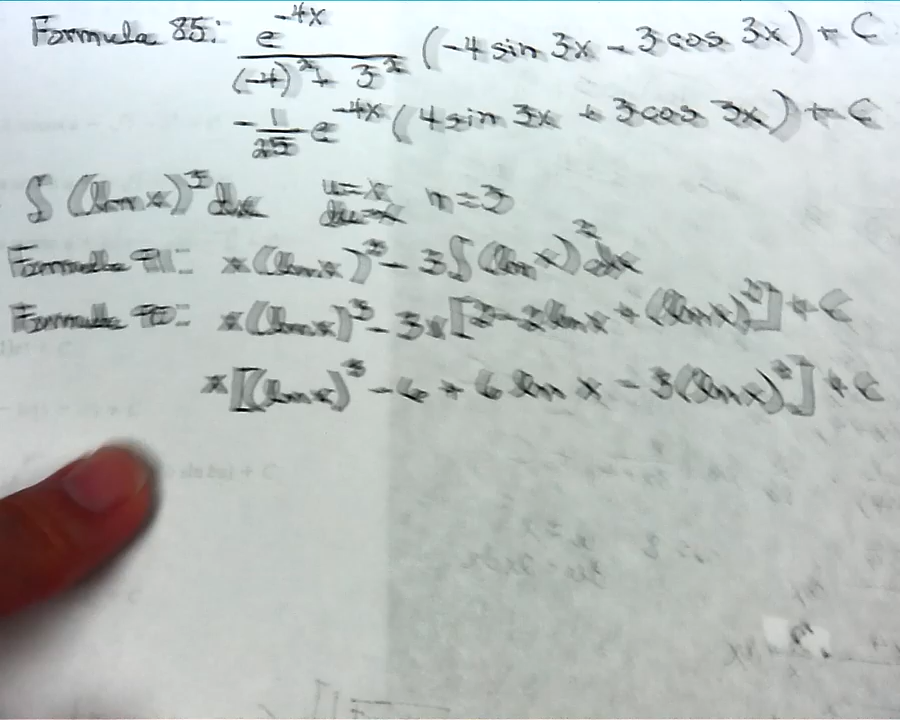 Formula 85: e^{-4x} / ((-4)^2 + 3^2) (-4 sin 3x - 3 cos 3x) + C
-1/25 e^{-4x} (4 sin 3x + 3 cos 3x) + C
∫ (ln x)^3 dx u=x n=3
du=x
Formula 91: x(ln x)^3 - 3∫(ln x)^2 dx
Formula 90: x(ln x)^3 - 3x[2 - 2 ln x + (ln x)^2] + C
x[(ln x)^3 - 6 + 6 ln x - 3(ln x)^2] + C